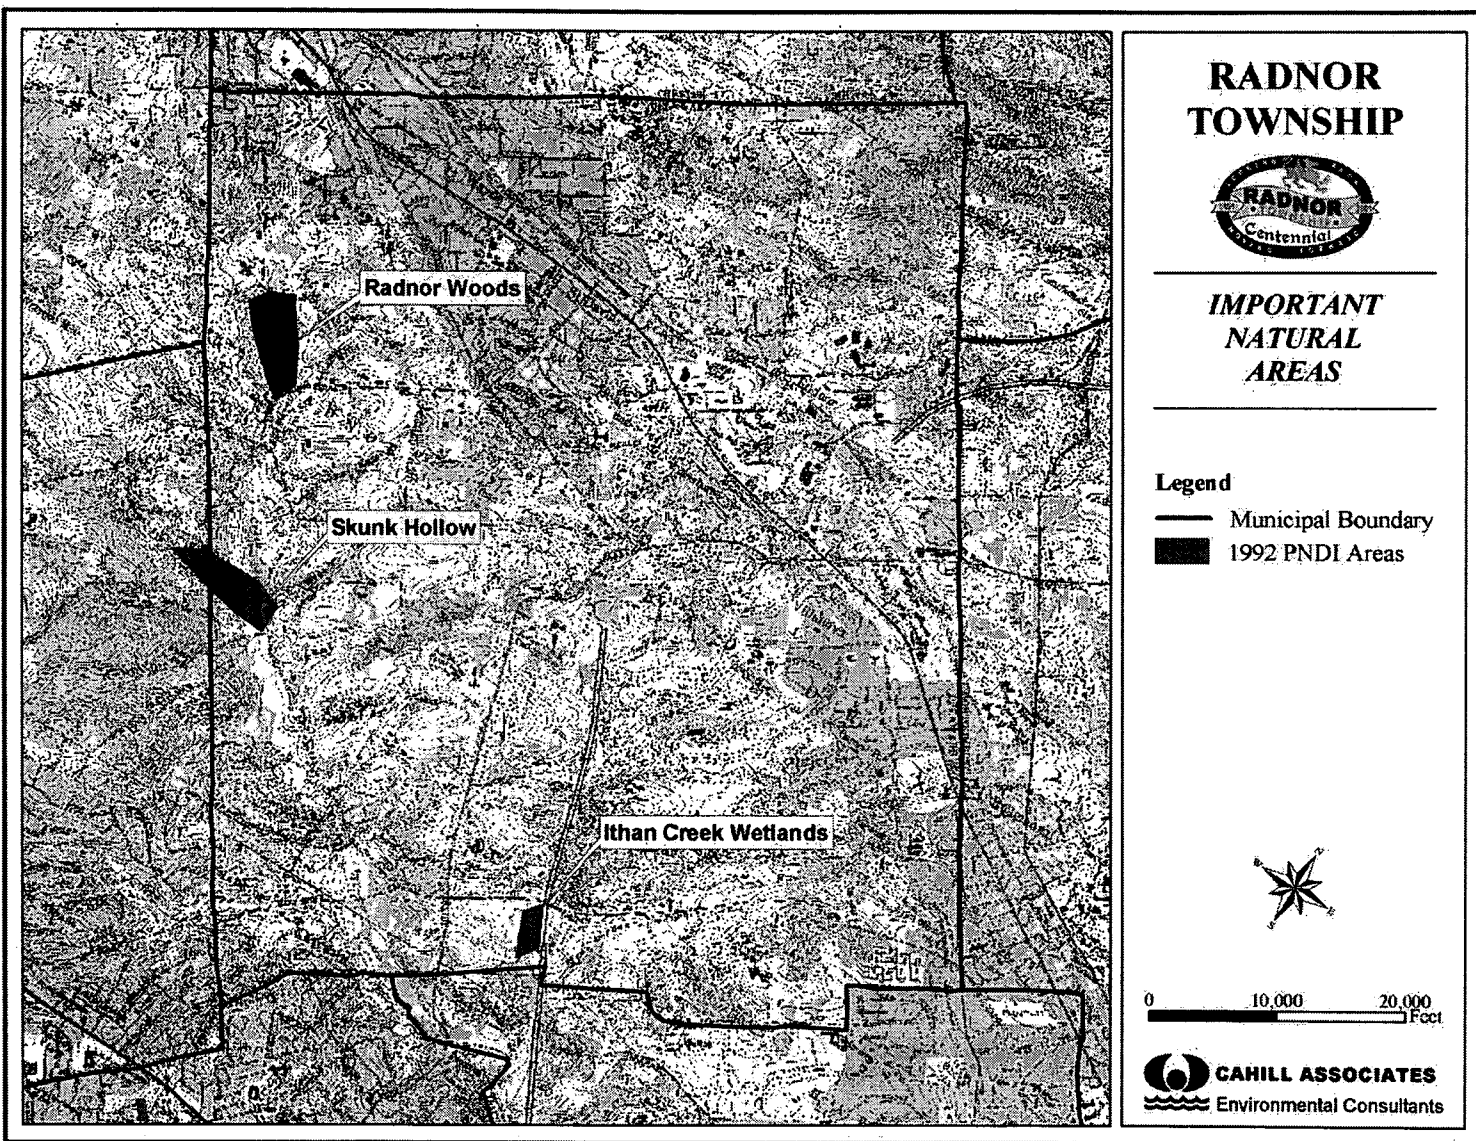 Radnor Woods
Skunk Hollow
Ithan Creek Wetlands
RADNOR
TOWNSHIP
RADNOR
Centennial
IMPORTANT
NATURAL
AREAS
Legend
Municipal Boundary
1992 PNDI Areas
0 10,000 20,000
Feet
CAHILL ASSOCIATES
Environmental Consultants